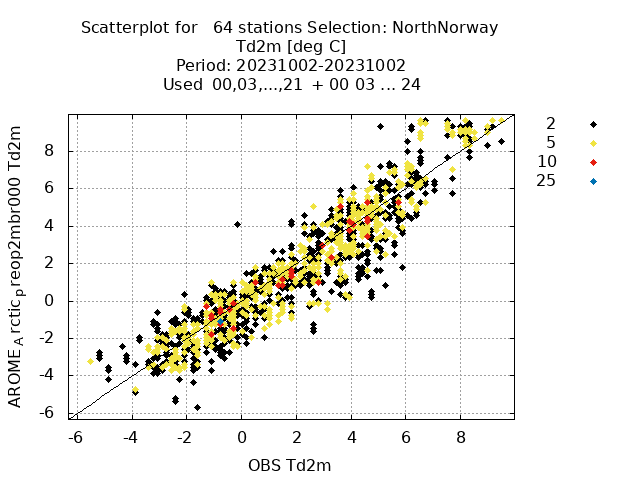 Scatterplot for 64 stations Selection: NorthNorway
Td2m [deg C]
Period: 20231002-20231002
Used 00,03,...,21 + 00 03 ... 24
2
5
10
25
AROME_Arctic_preop2mbr000 Td2m
8
6
4
2
0
-2
-4
-6
-6 -4 -2 0 2 4 6 8
OBS Td2m